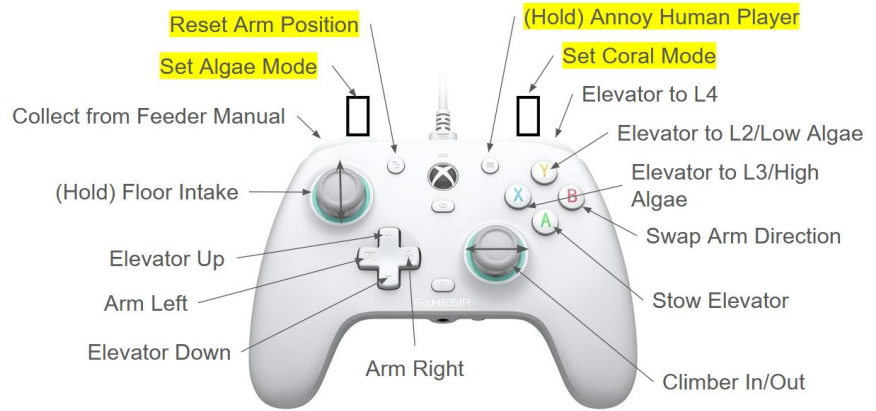 Reset Arm Position
(Hold) Annoy Human Player
Set Algae Mode
Set Coral Mode
Collect from Feeder Manual
Elevator to L4
Elevator to L2/Low Algae
(Hold) Floor Intake
Elevator to L3/High
Algae
Y
X
B
A
Swap Arm Direction
Elevator Up
Arm Left
Stow Elevator
GAMESIR
Elevator Down
Arm Right
Climber In/Out